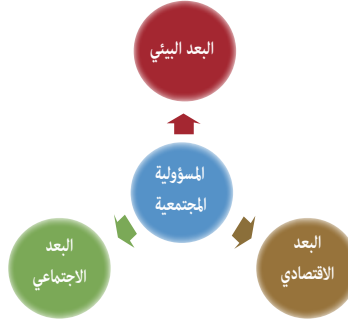 البعد البيئي
المسؤولية
المجتمعية
البعد
الاقتصادي
البعد
الاجتماعي